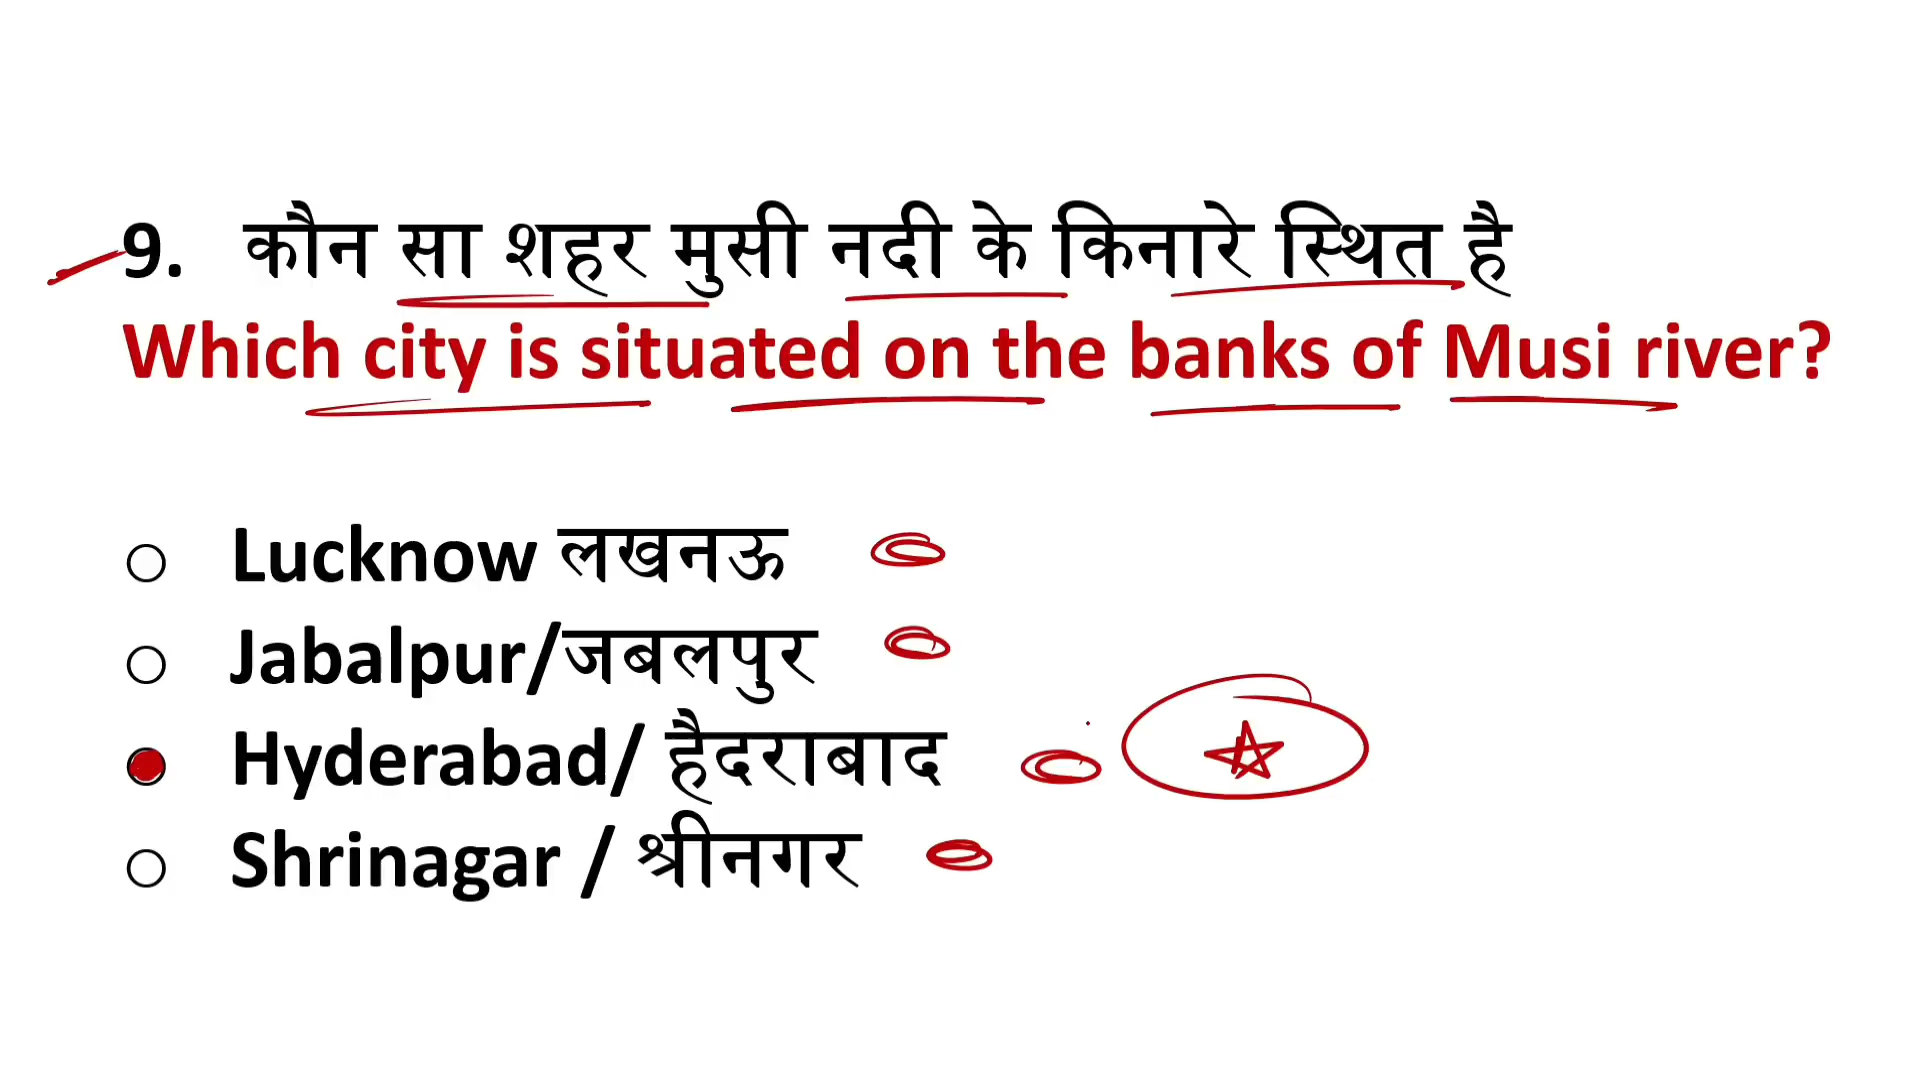 9. कौन सा शहर मुसी नदी के किनारे स्थित है
Which city is situated on the banks of Musi river?
Lucknow लखनऊ
Jabalpur/जबलपुर
Hyderabad/ हैदराबाद
Shrinagar / श्रीनगर